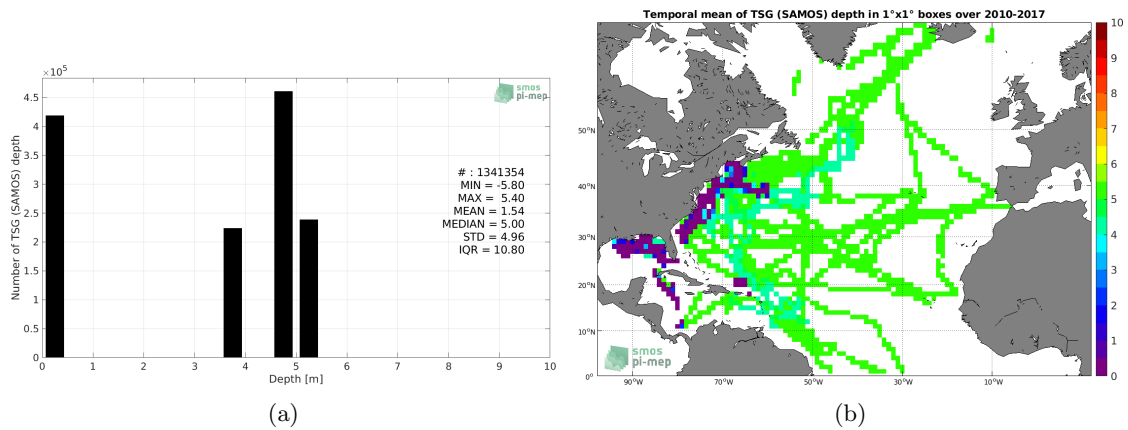 Temporal mean of TSG (SAMOS) depth in 1°x1° boxes over 2010-2017
×10⁵
4.5
4
3.5
3
2.5
2
1.5
1
0.5
0
Number of TSG (SAMOS) depth
smos
pi-mep
# : 1341354
MIN = -5.80
MAX = 5.40
MEAN = 1.54
MEDIAN = 5.00
STD = 4.96
IQR = 10.80
0 1 2 3 4 5 6 7 8 9 10
Depth [m]
(a)
50°N
40°N
30°N
20°N
10°N
0°
90°W 70°W 50°W 30°W 10°W
smos
pi-mep
10
9
8
7
6
5
4
3
2
1
0
(b)